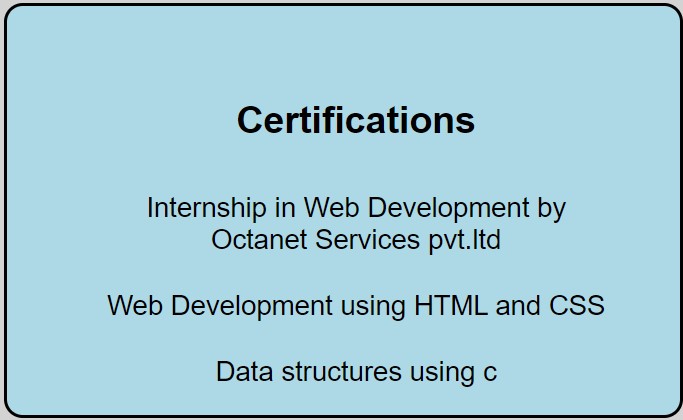 Certifications
Internship in Web Development by
Octanet Services pvt.ltd
Web Development using HTML and CSS
Data structures using c